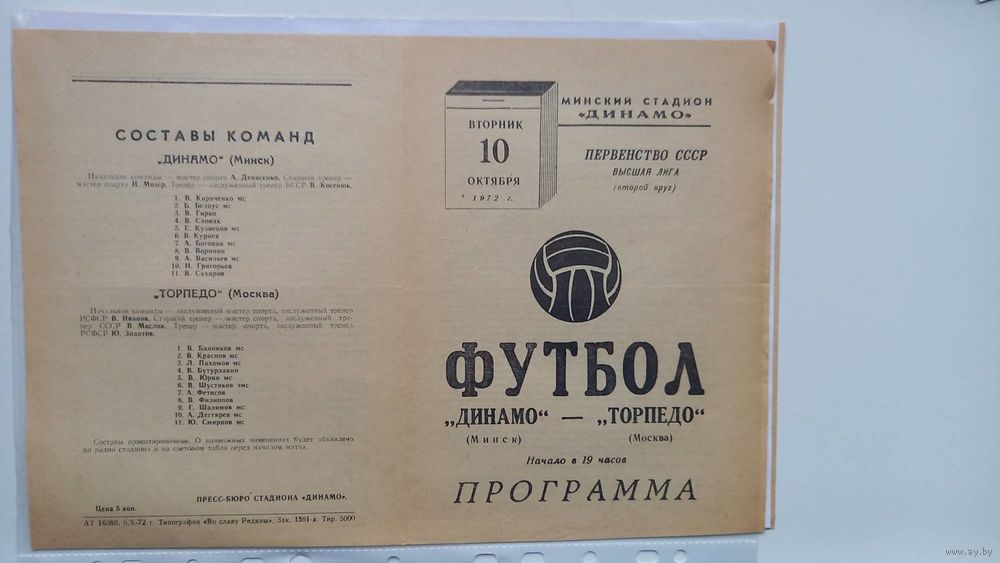 СОСТАВЫ КОМАНД
„ДИНАМО“ (Минск)
Начальник команды — мастер спорта А. Денисенко. Старший тренер —
мастер спорта И. Мозер. Тренер — заслуженный тренер БССР В. Косенюк.
1. В. Кириченко мс
2. Б. Белоус мс
3. В. Гирко
4. В. Словак
5. Е. Кузнецов мс
6. В. Курнев
7. А. Боговик мс
8. В. Воронин
9. А. Васильев мс
10. И. Григорьев
11. В. Сахаров
„ТОРПЕДО“ (Москва)
Начальник команды — заслуженный мастер спорта, заслуженный тренер
РСФСР В. Иванов. Старший тренер — мастер спорта, заслуженный тре-
нер СССР В. Маслов. Тренер — мастер спорта, заслуженный тренер
РСФСР Ю. Золотов.
1. В. Банников мс
2. В. Краснов мс
3. Л. Пахомов мс
4. В. Бутурлакин
5. В. Юрин мс
6. В. Шустиков змс
7. А. Фетисов
8. В. Филиппов
9. Г. Шалимов мс
10. А. Дегтярев мс
11. Ю. Смирнов мс
Составы ориентировочные. О возможных изменениях будет объявлено
по радио стадиона и на световом табло перед началом матча.
ПРЕСС-БЮРО СТАДИОНА «ДИНАМО».
Цена 5 коп.
АТ 16380. 6.X-72 г. Типография «Во славу Родины», Зак. 1561-а. Тир. 5000
ВТОРНИК
10
ОКТЯБРЯ
1972 г.
МИНСКИЙ СТАДИОН
«ДИНАМО»
ПЕРВЕНСТВО СССР
ВЫСШАЯ ЛИГА
(второй круг)
ФУТБОЛ
„ДИНАМО“ — „ТОРПЕДО“
(Минск) (Москва)
Начало в 19 часов
ПРОГРАММА
www.ay.by